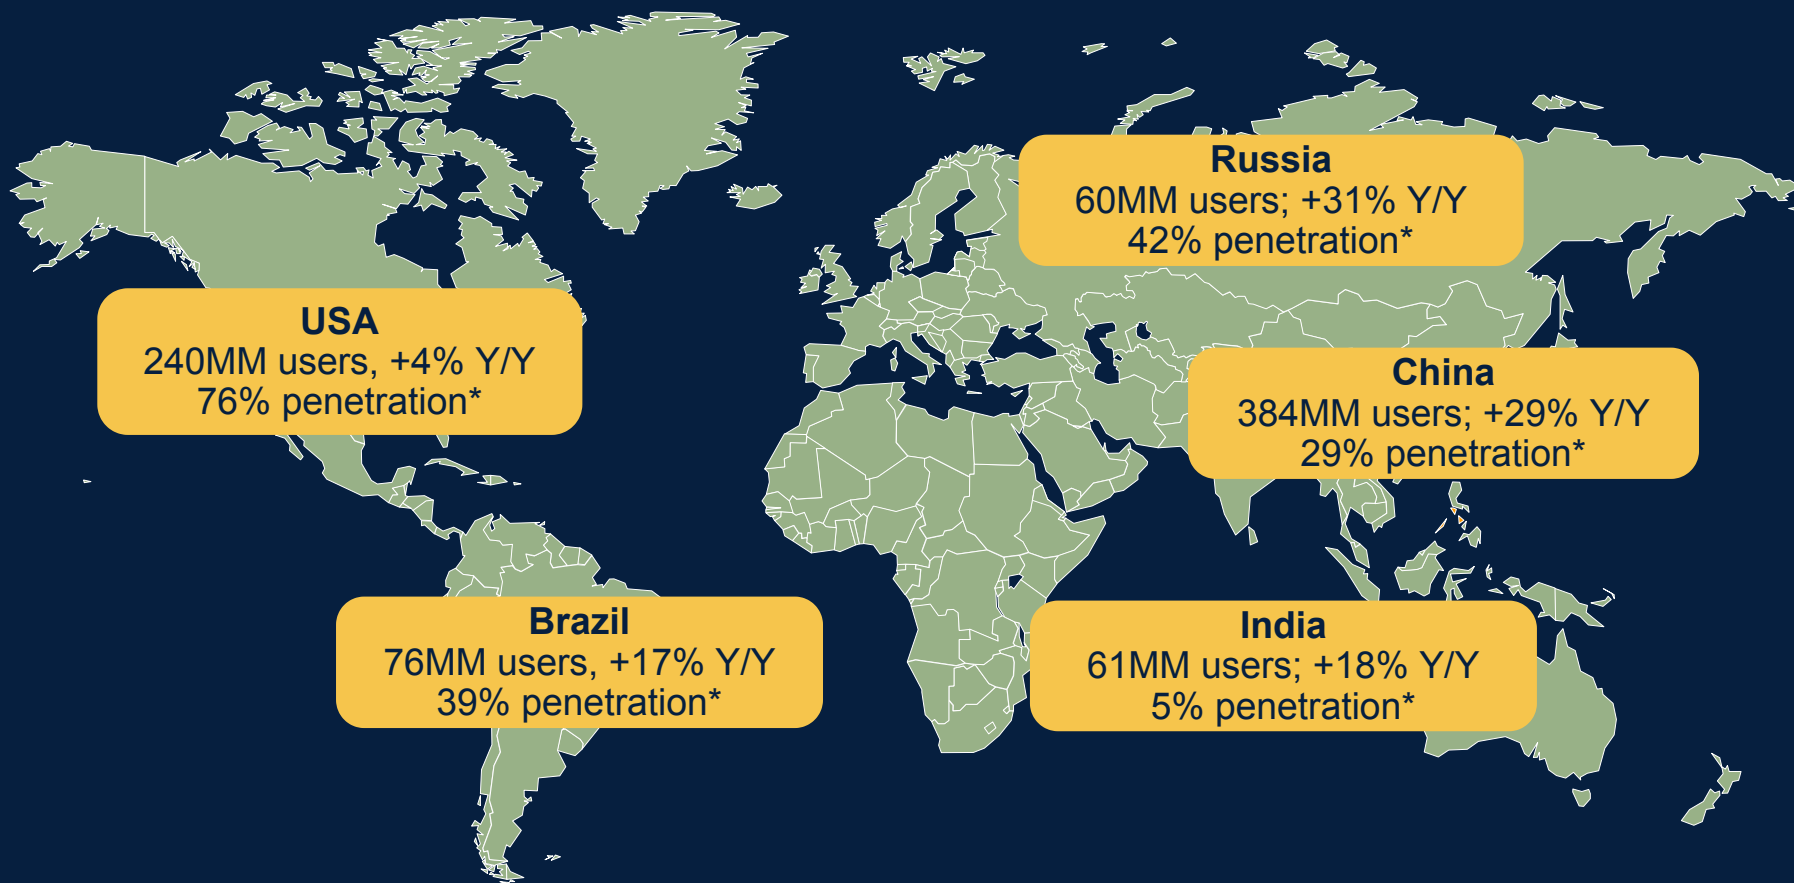 Russia
60MM users; +31% Y/Y
42% penetration*
USA
240MM users, +4% Y/Y
76% penetration*
China
384MM users; +29% Y/Y
29% penetration*
Brazil
76MM users, +17% Y/Y
39% penetration*
India
61MM users; +18% Y/Y
5% penetration*